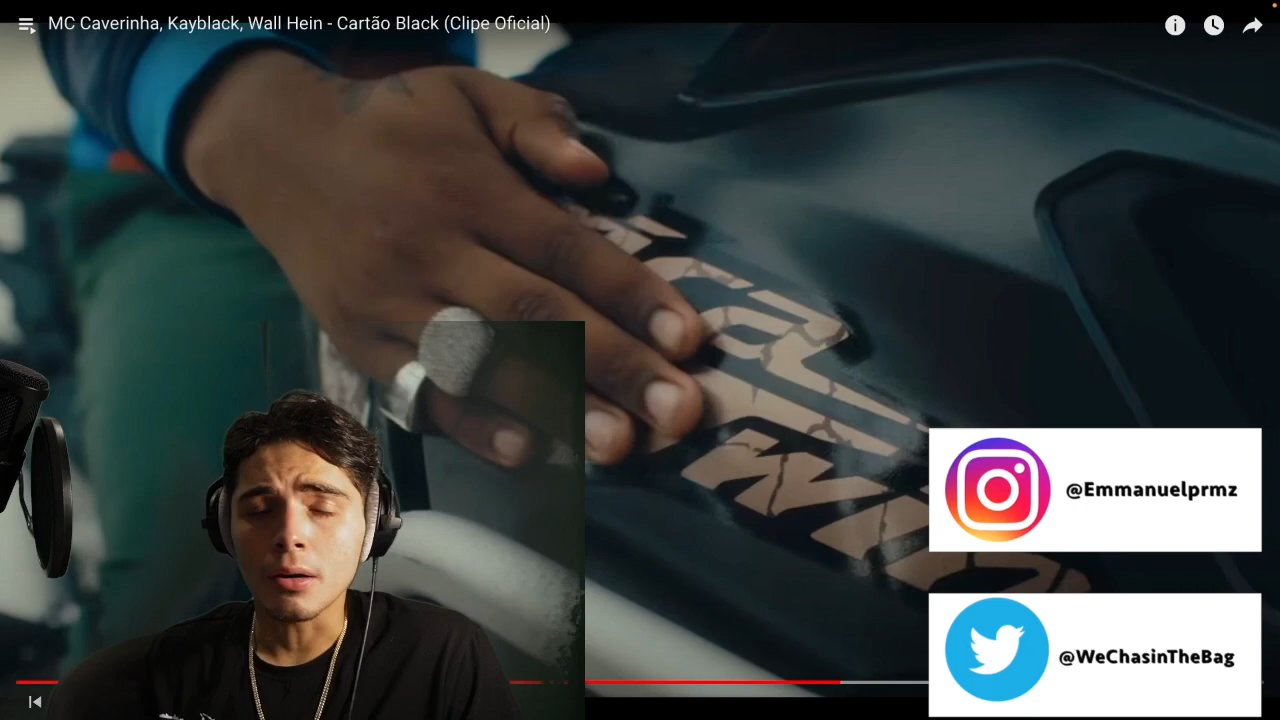 MC Caverinha, Kayblack, Wall Hein - Cartão Black (Clipe Oficial)
@Emmanuelprmz
@WeChasinTheBag